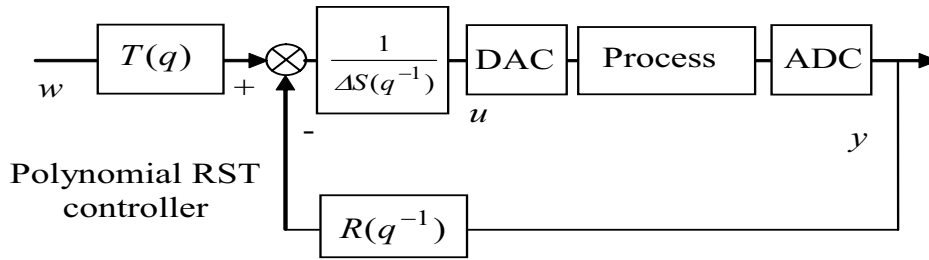 T(q)
1
ΔS(q⁻¹)
DAC
Process
ADC
w
+
-
u
y
Polynomial RST
controller
R(q⁻¹)